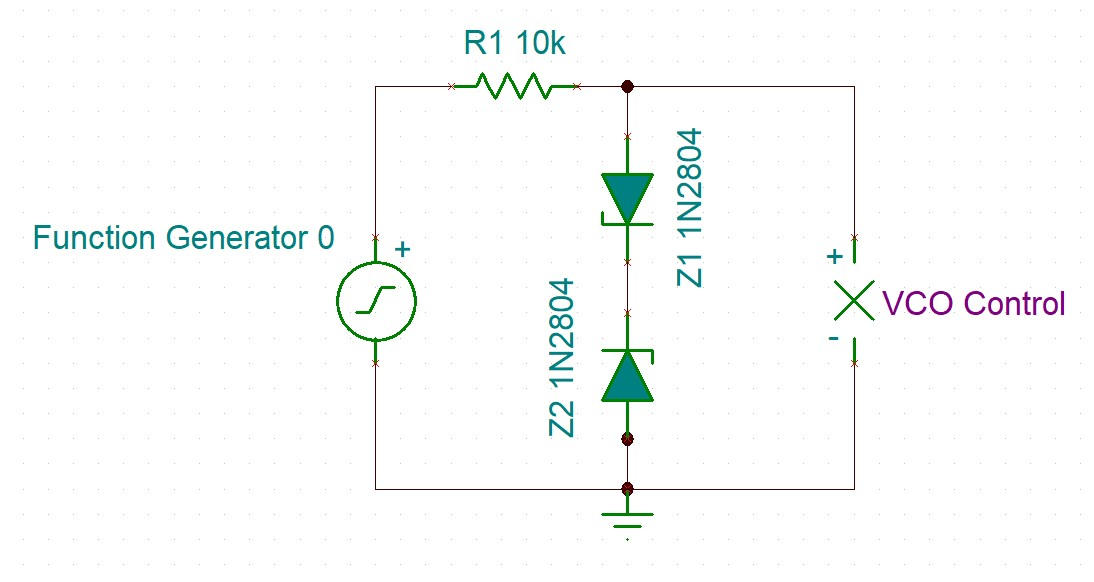 R1 10k
Z1 1N2804
Function Generator 0
+
+
VCO Control
-
Z2 1N2804